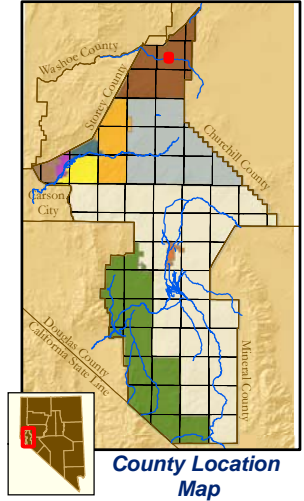 Washoe County
Storey County
Churchill County
Carson
City
Douglas County
California State Line
Mineral County
County Location
Map